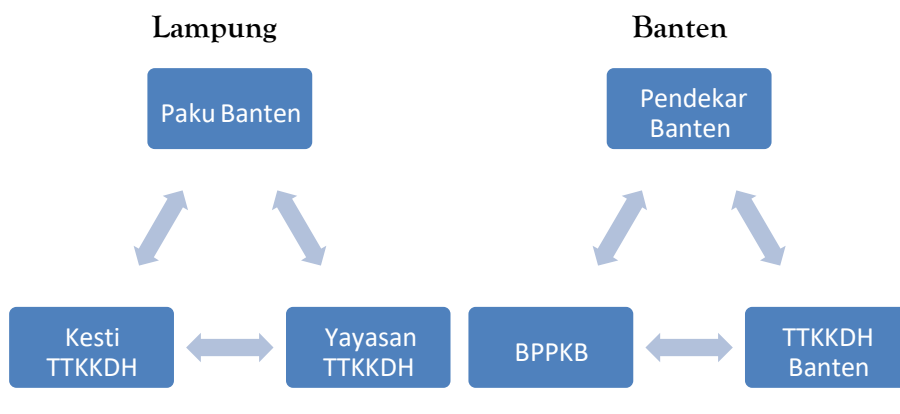 Lampung
Banten
Paku Banten
Pendekar
Banten
Kesti
TTKKDH
Yayasan
TTKKDH
BPPKB
TTKKDH
Banten